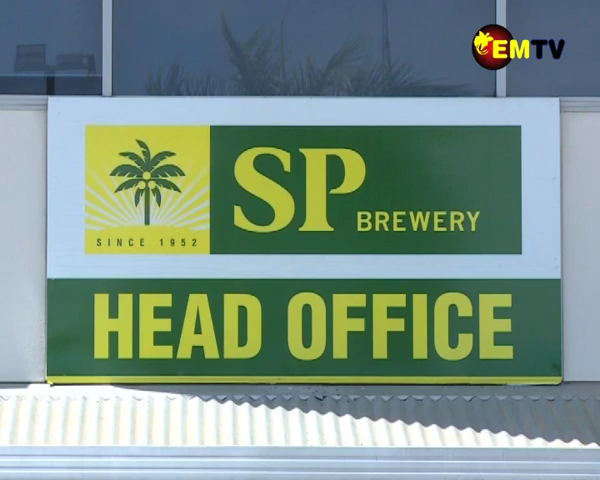 EMTV
SP
BREWERY
SINCE 1952
HEAD OFFICE